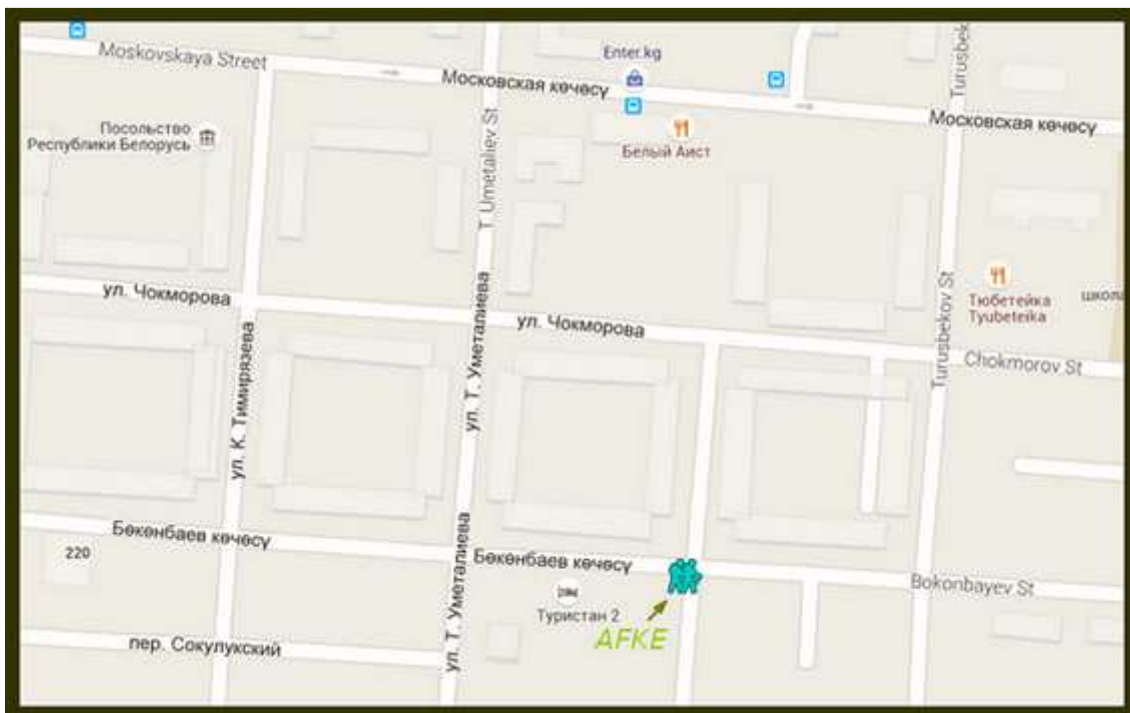 Moskovskaya Street
Enter.kg
Московская көчөсү
Turusbek
Московская көчөсү
Посольство
Республики Белорусь
Белый Аист
T Umetaliev St
ул. Чокморова
ул. Т. Уметалиева
ул. Чокморова
Тюбетейка
Tyubeteika
школа
Turusbekov St
Chokmorov St
ул. К. Тимирязева
Бөкөнбаев көчөсү
220
ул. Т. Уметалиева
Бөкөнбаев көчөсү
Туристан 2
AFKE
Bokonbayev St
пер. Сокулукский